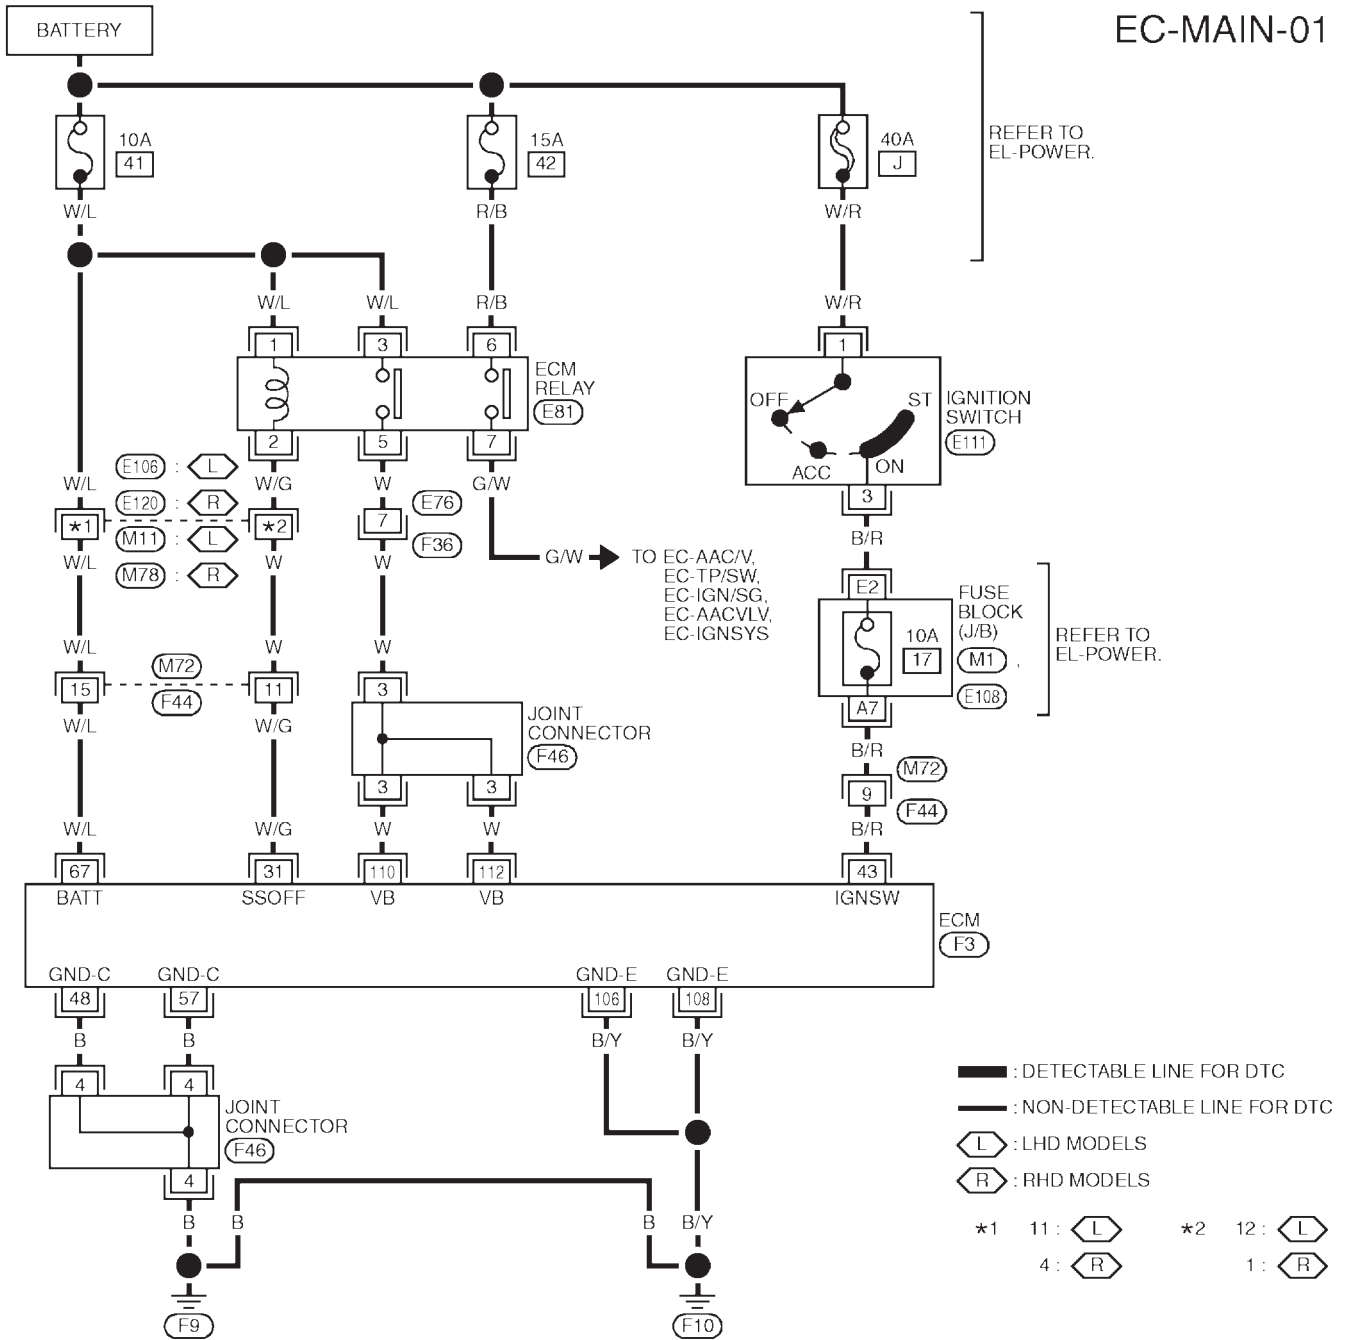 EC-MAIN-01
BATTERY
10A
41
15A
42
40A
J
REFER TO
EL-POWER.
W/L
R/B
W/R
W/L
W/L
R/B
W/R
1
3
6
1
ECM
RELAY
E81
OFF
ST
ACC
ON
IGNITION
SWITCH
E111
2
5
7
3
W/L
W/G
W
G/W
B/R
E106 : L
E120 : R
M11 : L
M78 : R
*1
*2
7
E76
F36
W/L
W
W
G/W
TO EC-AAC/V,
EC-TP/SW,
EC-IGN/SG,
EC-AACVLV,
EC-IGNSYS
E2
10A
17
FUSE
BLOCK
(J/B)
M1 ,
E108
REFER TO
EL-POWER.
A7
W/L
W
W
15
M72
F44
11
3
W/L
W/G
JOINT
CONNECTOR
F46
B/R
M72
9
F44
3
3
W/L
W/G
W
W
B/R
67
31
110
112
43
BATT
SSOFF
VB
VB
IGNSW
ECM
F3
GND-C
GND-C
GND-E
GND-E
48
57
106
108
B
B
B/Y
B/Y
4
4
JOINT
CONNECTOR
F46
4
B
B
B
B/Y
F9
F10
: DETECTABLE LINE FOR DTC
: NON-DETECTABLE LINE FOR DTC
L : LHD MODELS
R : RHD MODELS
*1 11 : L
4 : R
*2 12 : L
1 : R